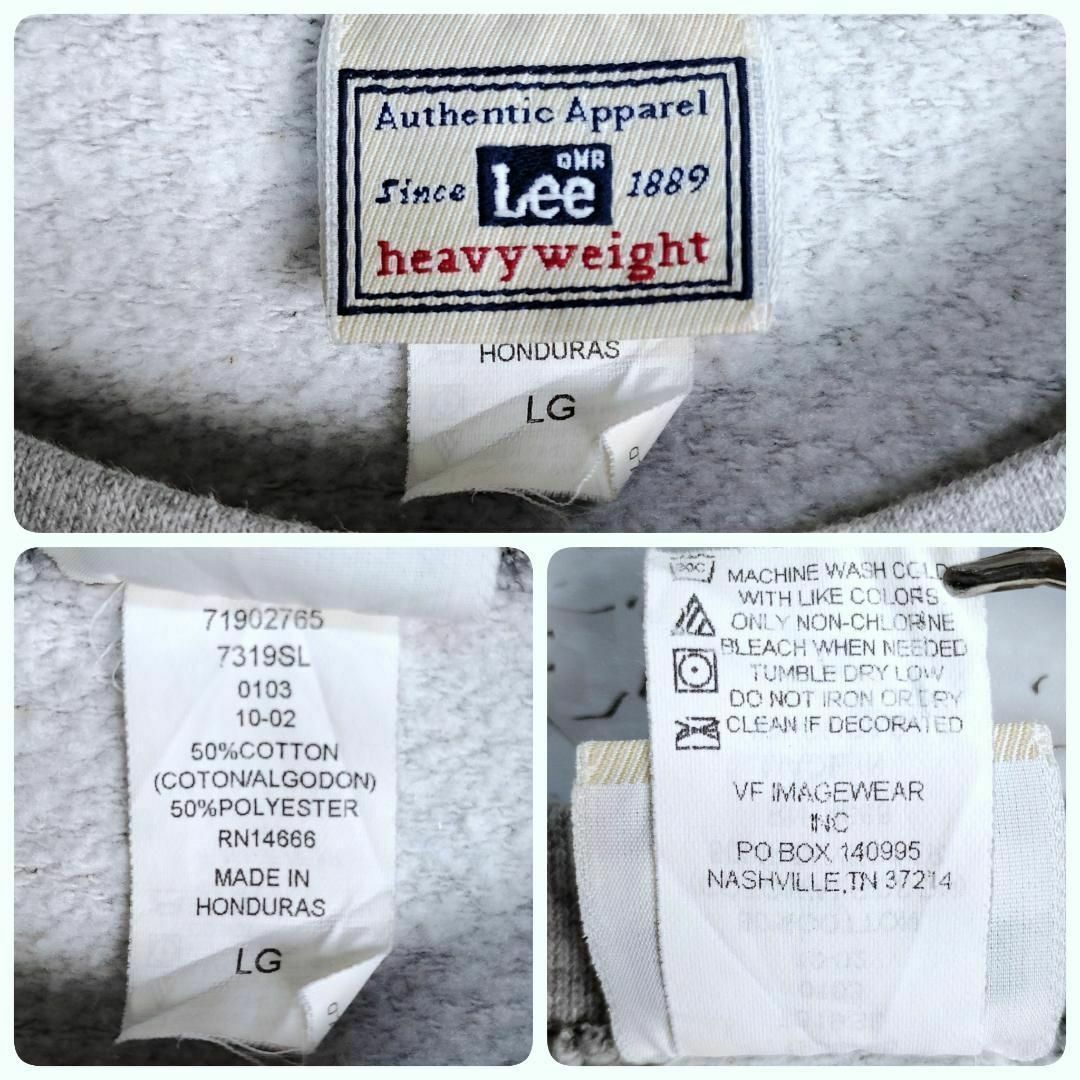 Authentic Apparel
Since Lee 1889
heavyweight
HONDURAS
LG
71902765
7319SL
0103
10-02
50%COTTON
(COTON/ALGODON)
50%POLYESTER
RN14666
MADE IN
HONDURAS
LG
MACHINE WASH COLD
WITH LIKE COLORS
ONLY NON-CHLORINE
BLEACH WHEN NEEDED
TUMBLE DRY LOW
DO NOT IRON OR DRY
CLEAN IF DECORATED
VF IMAGEWEAR
INC
PO BOX 140995
NASHVILLE,TN 37214